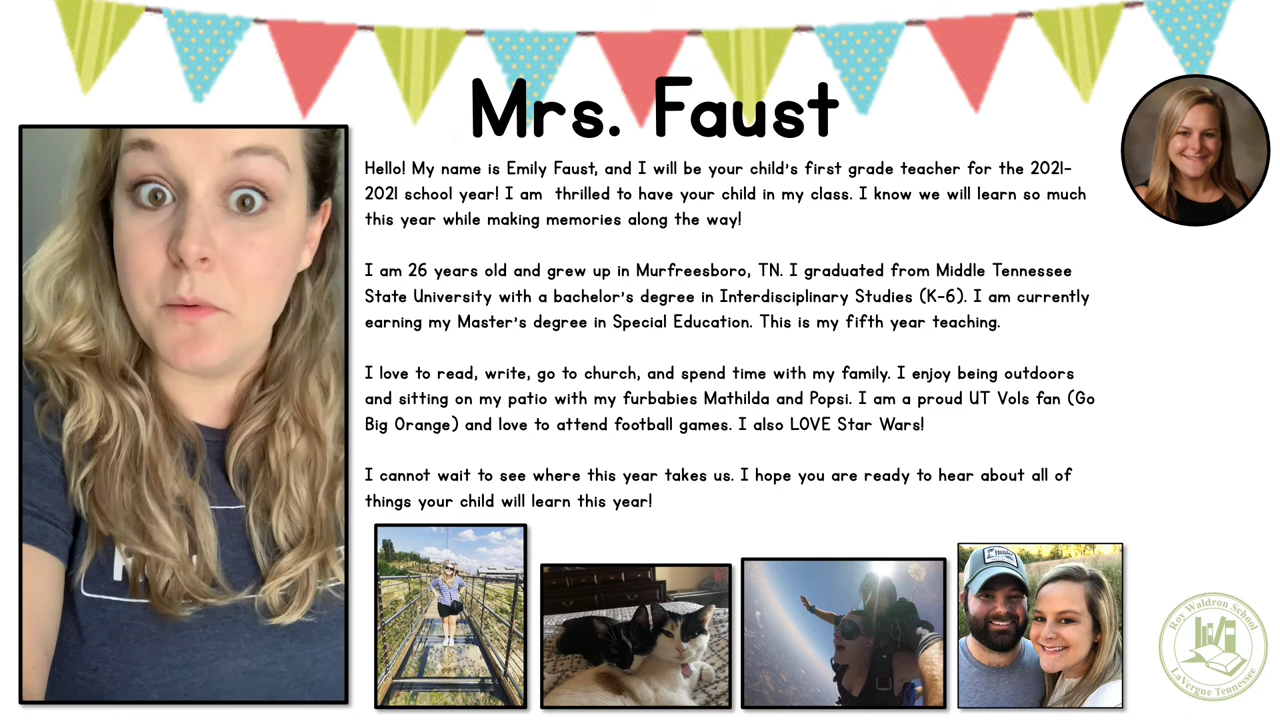 Mrs. Faust
Hello! My name is Emily Faust, and I will be your child's first grade teacher for the 2021-
2021 school year! I am  thrilled to have your child in my class. I know we will learn so much
this year while making memories along the way!
I am 26 years old and grew up in Murfreesboro, TN. I graduated from Middle Tennessee
State University with a bachelor's degree in Interdisciplinary Studies (K-6). I am currently
earning my Master's degree in Special Education. This is my fifth year teaching.
I love to read, write, go to church, and spend time with my family. I enjoy being outdoors
and sitting on my patio with my furbabies Mathilda and Popsi. I am a proud UT Vols fan (Go
Big Orange) and love to attend football games. I also LOVE Star Wars!
I cannot wait to see where this year takes us. I hope you are ready to hear about all of
things your child will learn this year!
Roy Waldron School
LaVergne Tennessee